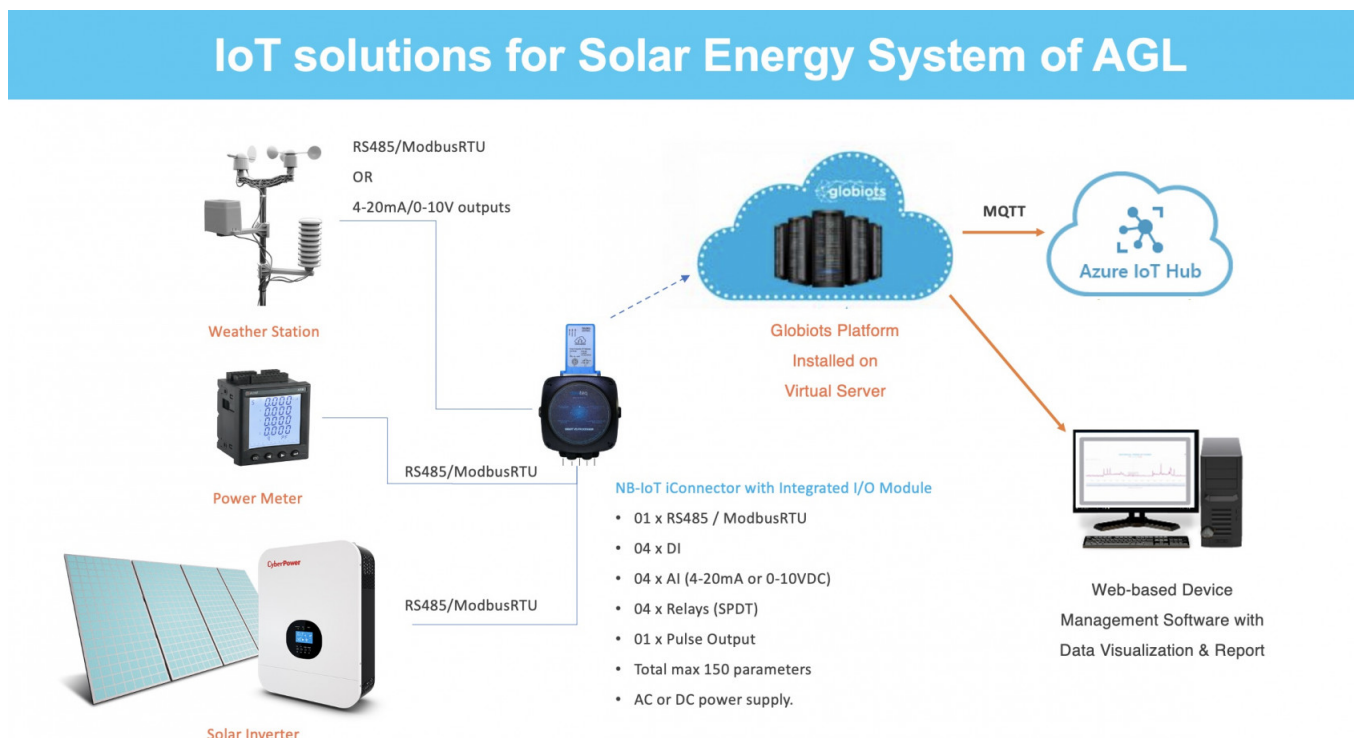 IoT solutions for Solar Energy System of AGL
RS485/ModbusRTU
OR
4-20mA/0-10V outputs
Weather Station
globiots
MQTT
Azure IoT Hub
Globiots Platform
Installed on
Virtual Server
Power Meter
RS485/ModbusRTU
NB-IoT iConnector with Integrated I/O Module
• 01 x RS485 / ModbusRTU
• 04 x DI
• 04 x AI (4-20mA or 0-10VDC)
• 04 x Relays (SPDT)
• 01 x Pulse Output
• Total max 150 parameters
• AC or DC power supply.
CyberPower
RS485/ModbusRTU
Solar Inverter
Web-based Device
Management Software with
Data Visualization & Report